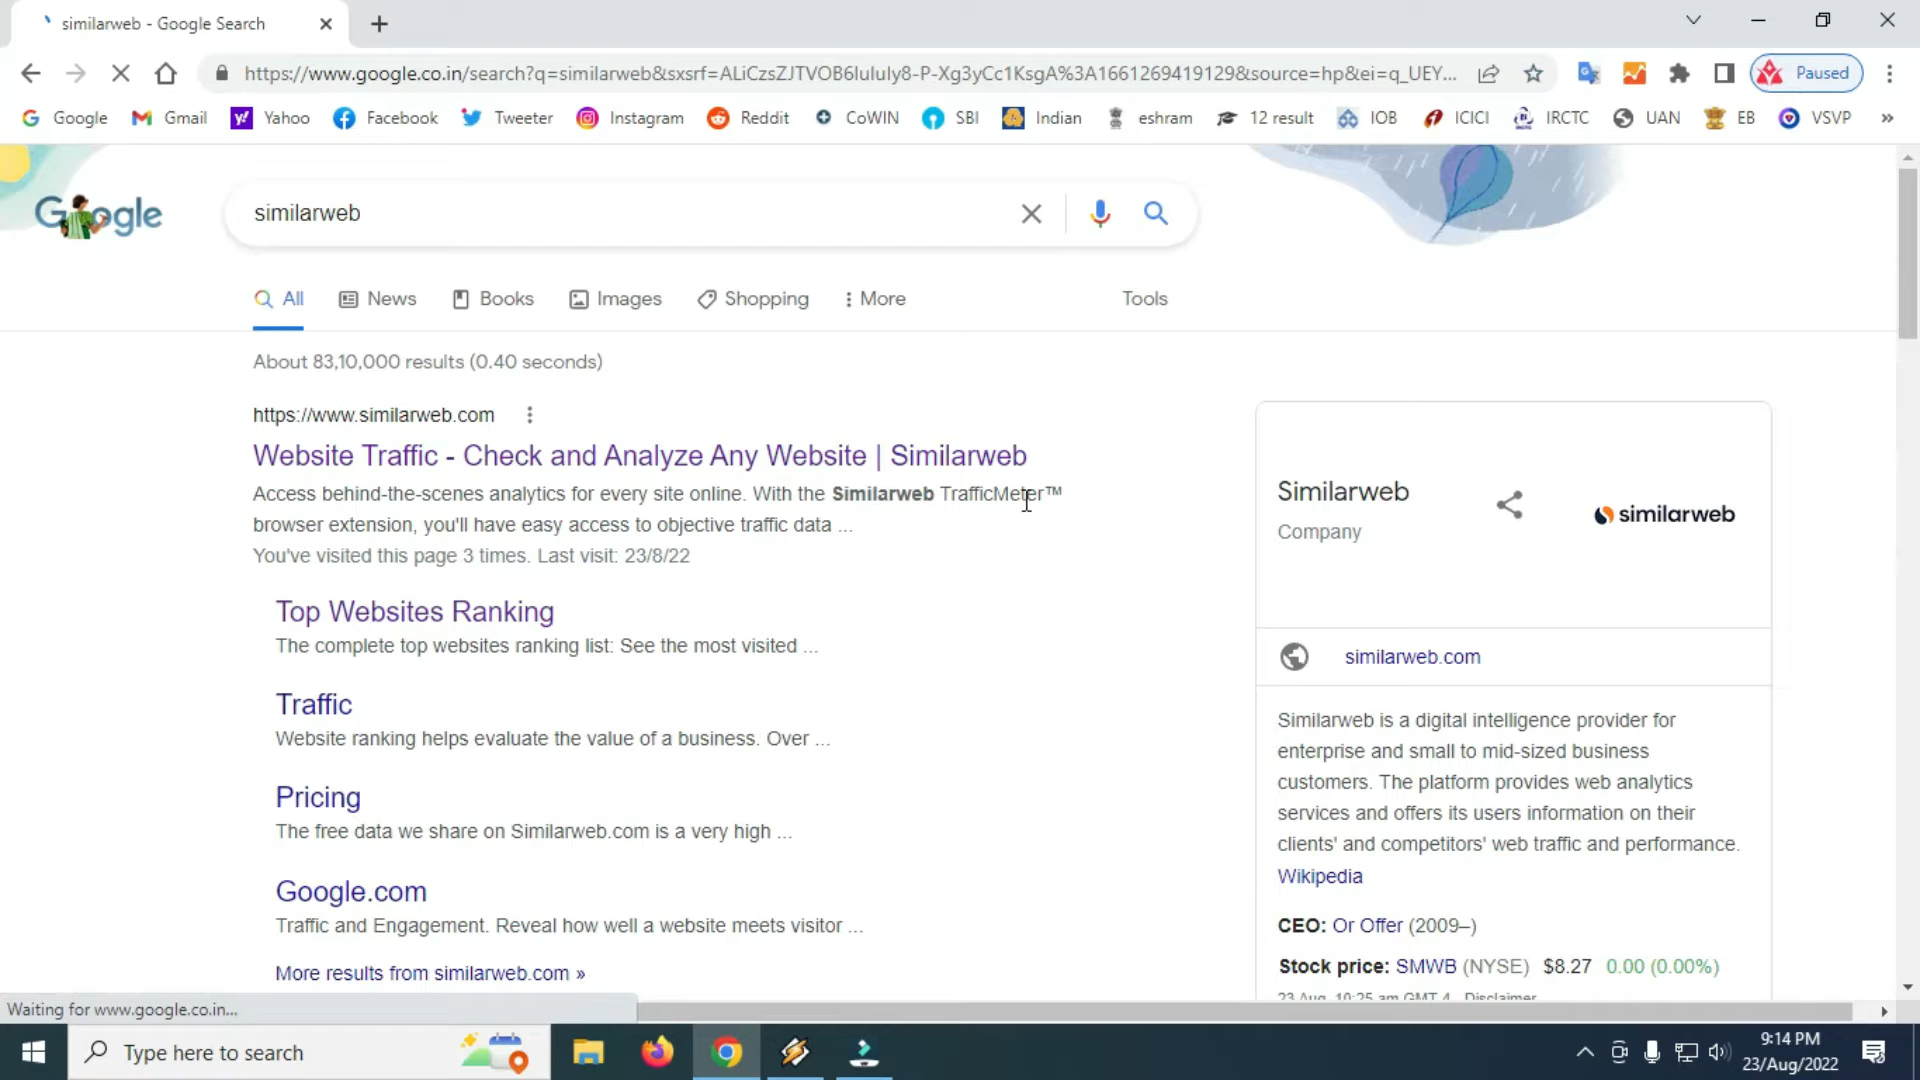 similarweb - Google Search
https://www.google.co.in/search?q=similarweb&sxsrf=ALiCzsZJTVOB6IuIuIy8-P-Xg3yCc1KsgA%3A1661269419129&source=hp&ei=q_UEY...
Paused
Google Gmail Yahoo Facebook Tweeter Instagram Reddit CoWIN SBI Indian eshram 12 result IOB ICICI IRCTC UAN EB VSVP »
Google
similarweb
All News Books Images Shopping More Tools
About 83,10,000 results (0.40 seconds)
https://www.similarweb.com
Website Traffic - Check and Analyze Any Website | Similarweb
Access behind-the-scenes analytics for every site online. With the Similarweb TrafficMeter™
browser extension, you'll have easy access to objective traffic data ...
You've visited this page 3 times. Last visit: 23/8/22
Top Websites Ranking
The complete top websites ranking list: See the most visited ...
Traffic
Website ranking helps evaluate the value of a business. Over ...
Pricing
The free data we share on Similarweb.com is a very high ...
Google.com
Traffic and Engagement. Reveal how well a website meets visitor ...
More results from similarweb.com »
Similarweb
Company
similarweb
similarweb.com
Similarweb is a digital intelligence provider for
enterprise and small to mid-sized business
customers. The platform provides web analytics
services and offers its users information on their
clients' and competitors' web traffic and performance.
Wikipedia
CEO: Or Offer (2009–)
Stock price: SMWB (NYSE) $8.27 0.00 (0.00%)
23 Aug, 10:25 am GMT-4 - Disclaimer
Waiting for www.google.co.in...
Type here to search
9:14 PM
23/Aug/2022